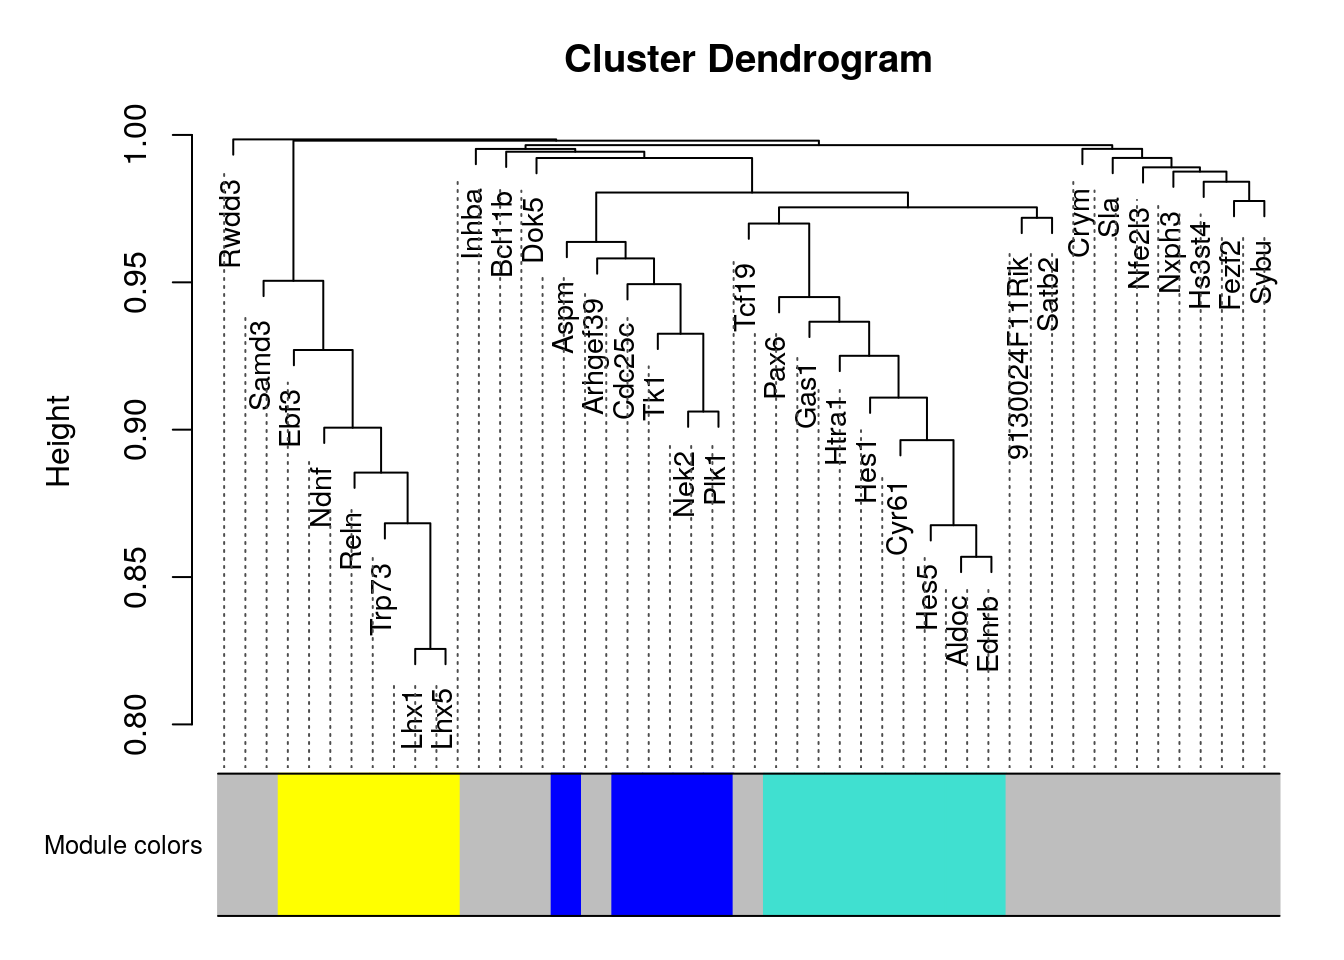 Cluster Dendrogram
Height
1.00
0.95
0.90
0.85
0.80
Rwdd3
Samd3
Ebf3
Ndnf
Reln
Trp73
Lhx1
Lhx5
Inhba
Bcl11b
Dok5
Aspm
Arhgef39
Cdc25c
Tk1
Nek2
Plk1
Tcf19
Pax6
Gas1
Htra1
Hes1
Cyr61
Hes5
Aldoc
Ednrb
9130024F11Rik
Satb2
Crym
Sla
Nfe2l3
Nxph3
Hs3st4
Fezf2
Sybu
Module colors